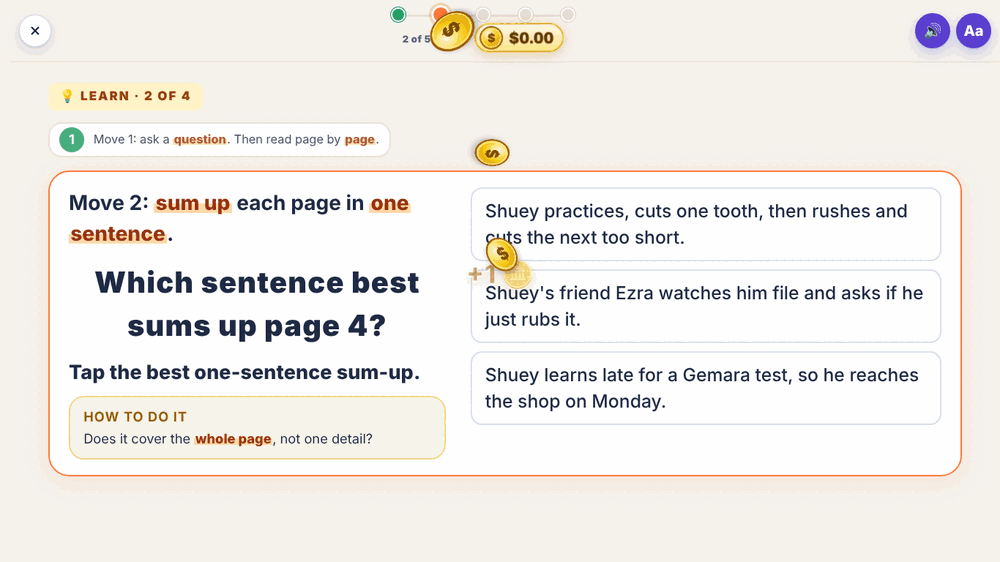 2 of 5
$ $0.00
Aa
LEARN · 2 OF 4
1 Move 1: ask a question. Then read page by page.
Move 2: sum up each page in one
sentence.
Which sentence best
sums up page 4?
Tap the best one-sentence sum-up.
HOW TO DO IT
Does it cover the whole page, not one detail?
Shuey practices, cuts one tooth, then rushes and
cuts the next too short.
+1
Shuey's friend Ezra watches him file and asks if he
just rubs it.
Shuey learns late for a Gemara test, so he reaches
the shop on Monday.